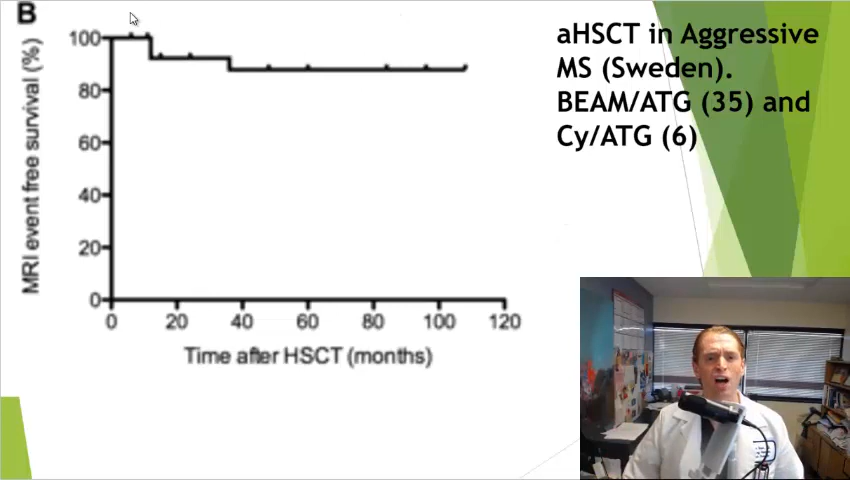 B
MRI event free survival (%)
100
80
60
40
20
0
0 20 40 60 80 100 120
Time after HSCT (months)
aHSCT in Aggressive
MS (Sweden).
BEAM/ATG (35) and
Cy/ATG (6)